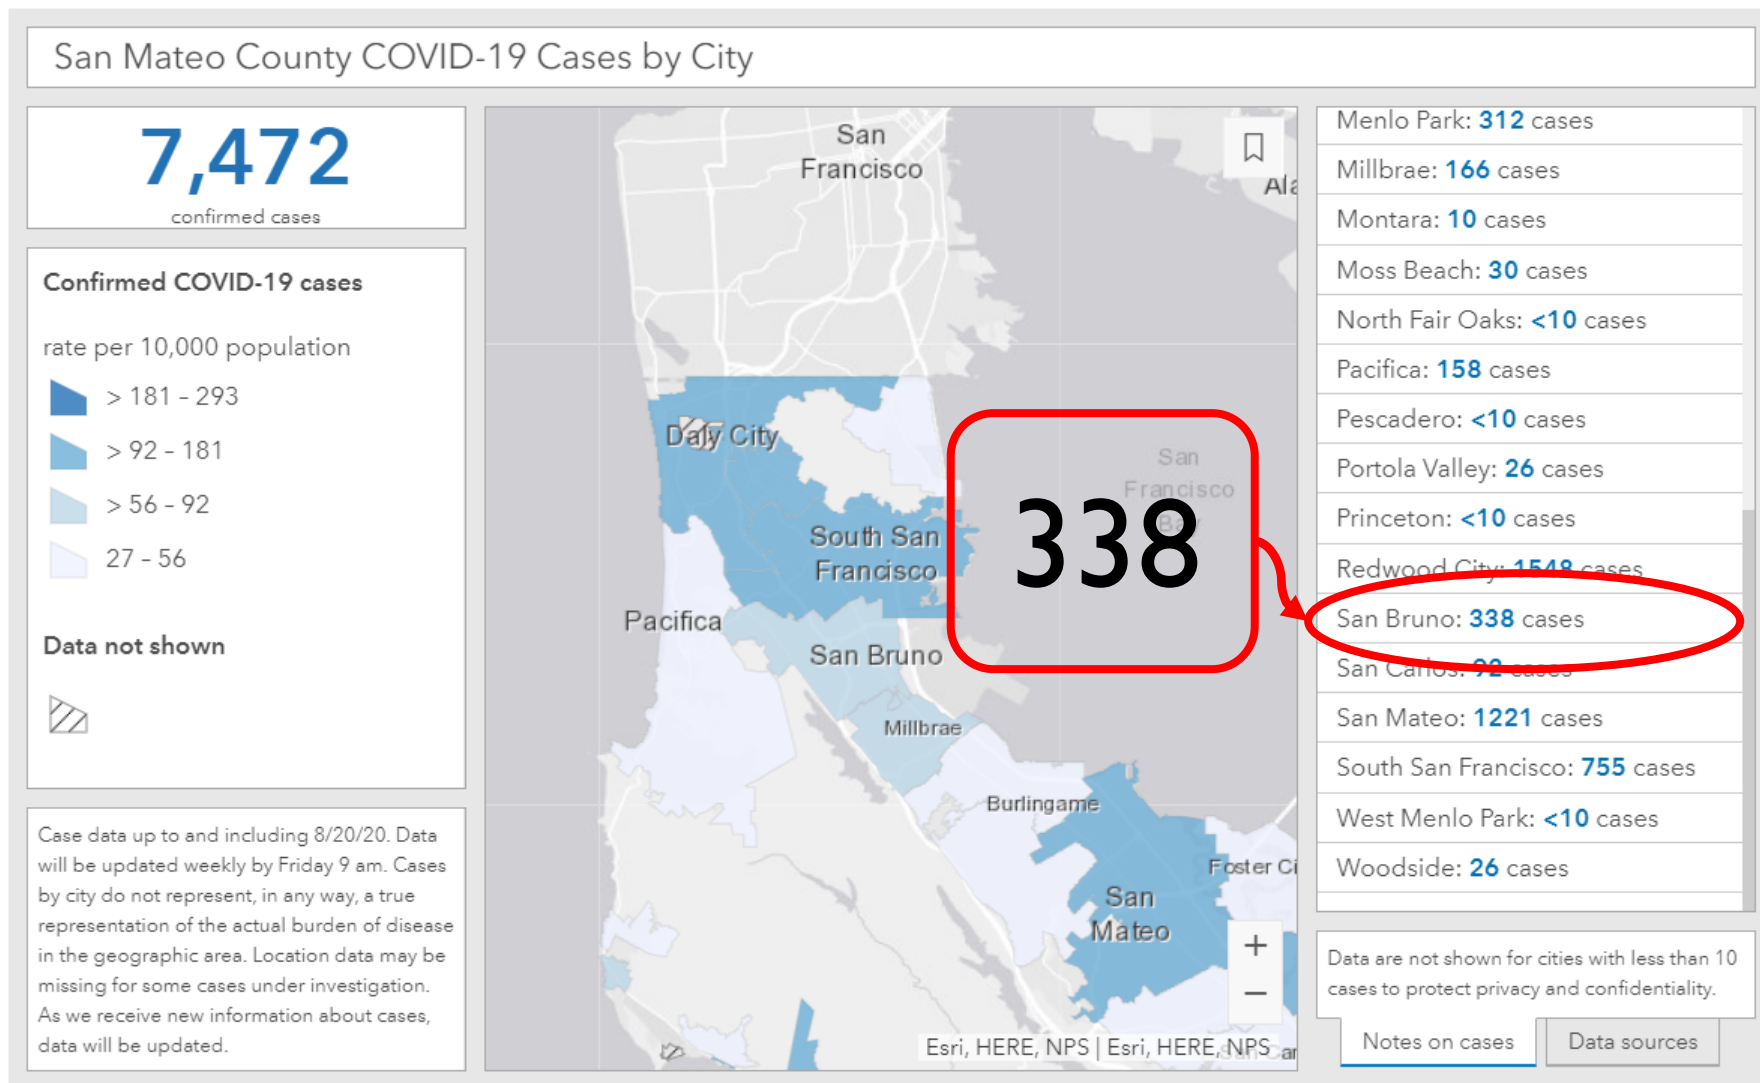 San Mateo County COVID-19 Cases by City
7,472
confirmed cases
Confirmed COVID-19 cases
rate per 10,000 population
> 181 – 293
> 92 – 181
> 56 – 92
27 – 56
Data not shown
Case data up to and including 8/20/20. Data
will be updated weekly by Friday 9 am. Cases
by city do not represent, in any way, a true
representation of the actual burden of disease
in the geographic area. Location data may be
missing for some cases under investigation.
As we receive new information about cases,
data will be updated.
San
Francisco
Ala
Daly City
San
Francisco
Bay
338
South San
Francisco
Pacifica
San Bruno
Millbrae
Burlingame
Foster Ci
San
Mateo
+
−
San Car
Esri, HERE, NPS | Esri, HERE, NPS
Menlo Park: 312 cases
Millbrae: 166 cases
Montara: 10 cases
Moss Beach: 30 cases
North Fair Oaks: <10 cases
Pacifica: 158 cases
Pescadero: <10 cases
Portola Valley: 26 cases
Princeton: <10 cases
Redwood City: 1548 cases
San Bruno: 338 cases
San Carlos: 92 cases
San Mateo: 1221 cases
South San Francisco: 755 cases
West Menlo Park: <10 cases
Woodside: 26 cases
Data are not shown for cities with less than 10
cases to protect privacy and confidentiality.
Notes on cases
Data sources